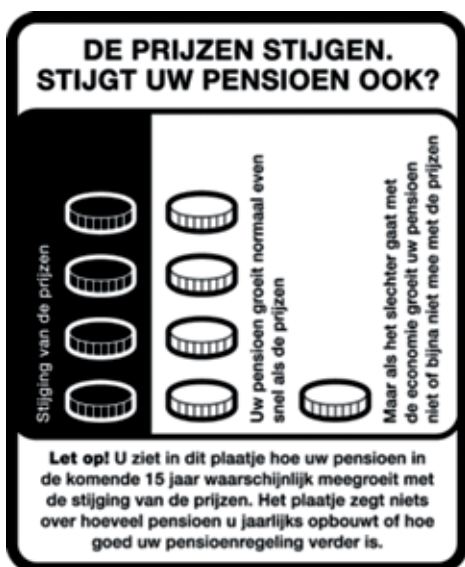 DE PRIJZEN STIJGEN.
STIJGT UW PENSIOEN OOK?
Stijging van de prijzen
Uw pensioen groeit normaal even
snel als de prijzen
Maar als het slechter gaat met
de economie groeit uw pensioen
niet of bijna niet mee met de prijzen
Let op! U ziet in dit plaatje hoe uw pensioen in
de komende 15 jaar waarschijnlijk meegroeit met
de stijging van de prijzen. Het plaatje zegt niets
over hoeveel pensioen u jaarlijks opbouwt of hoe
goed uw pensioenregeling verder is.